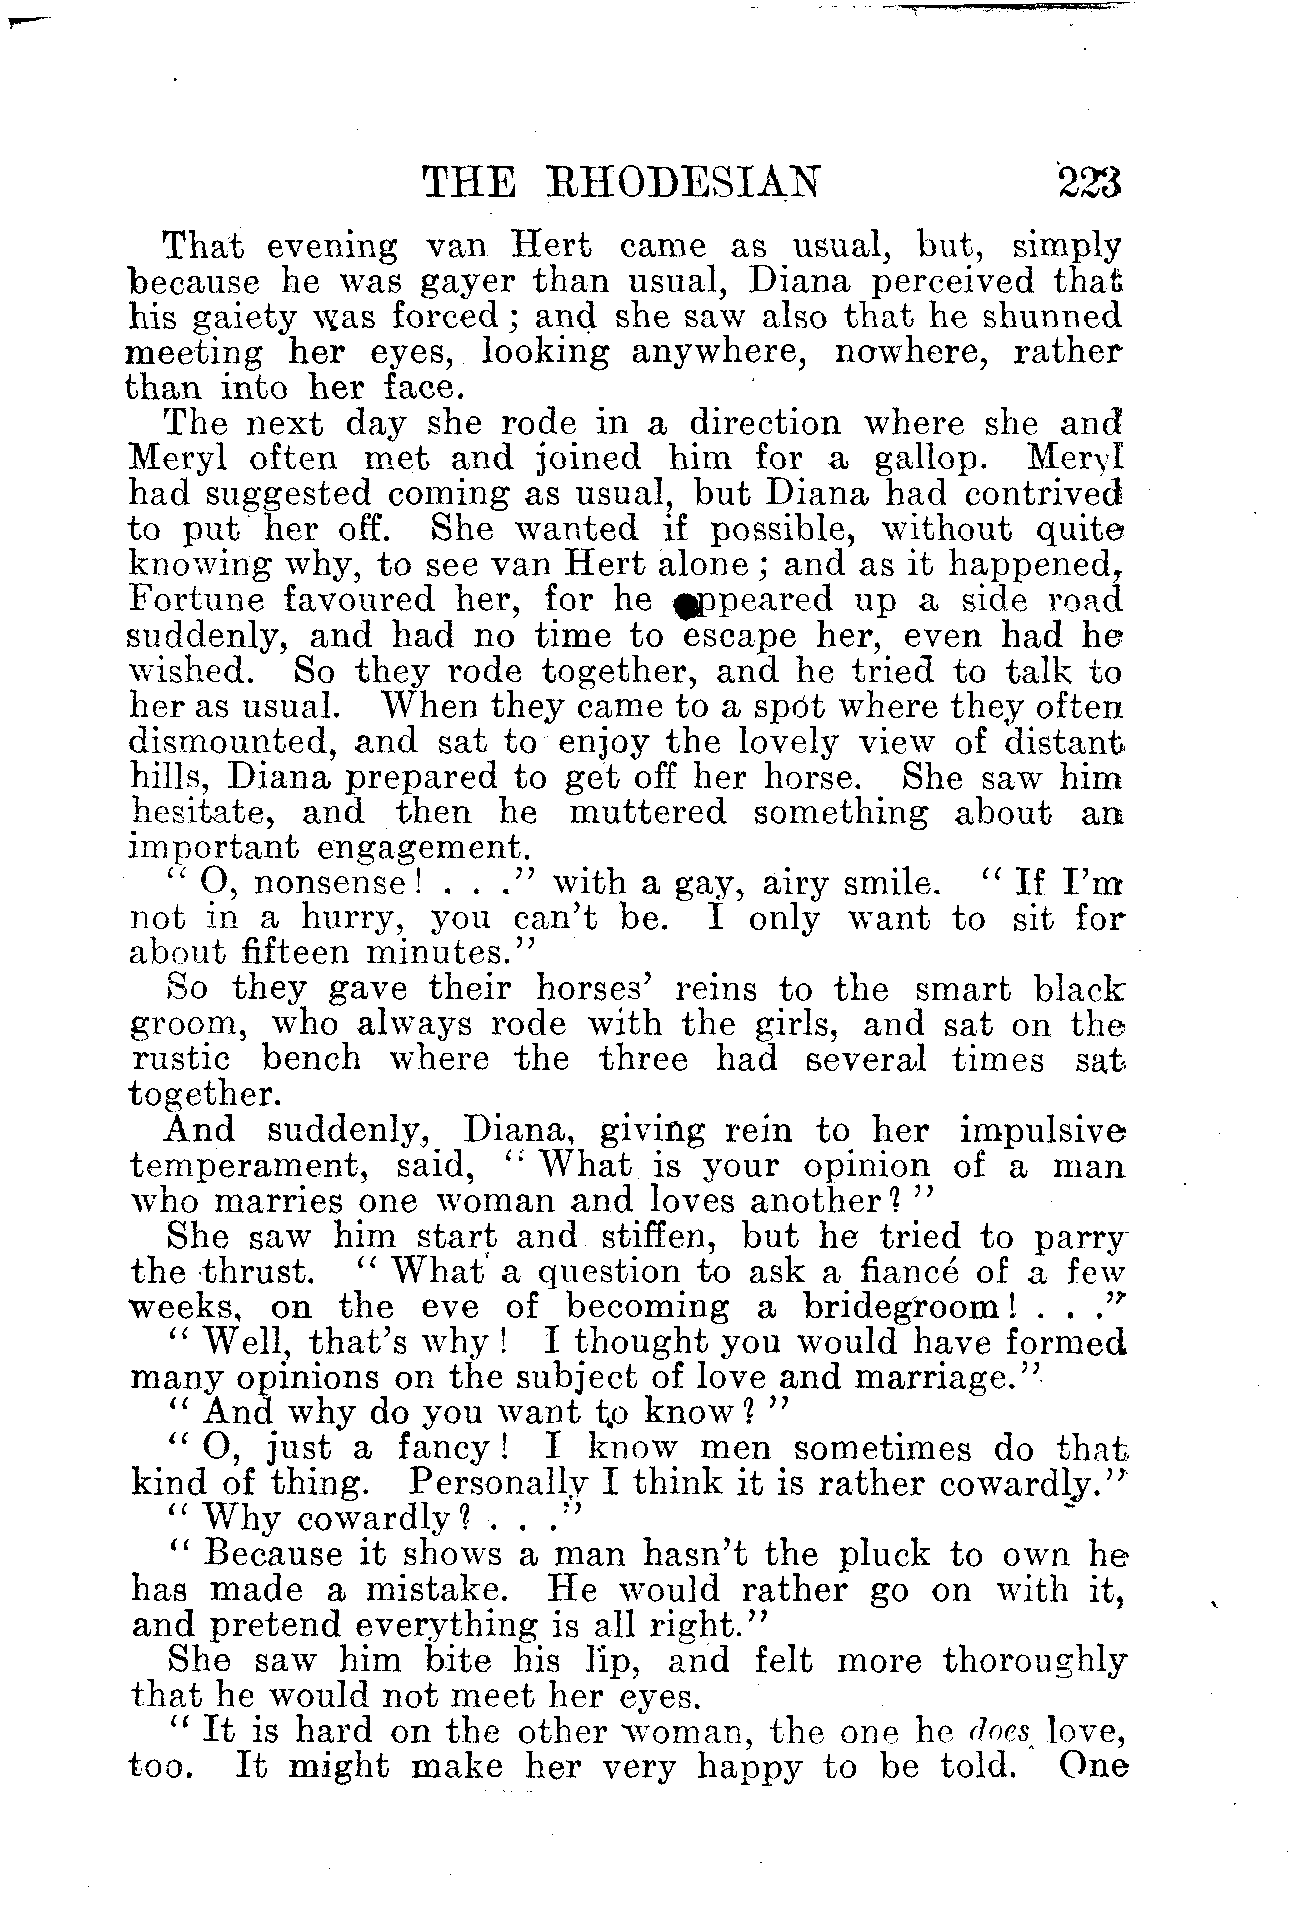 THE RHODESIAN 223
That evening van Hert came as usual, but, simply
because he was gayer than usual, Diana perceived that
his gaiety was forced ; and she saw also that he shunned
meeting her eyes, looking anywhere, nowhere, rather
than into her face.
The next day she rode in a direction where she and
Meryl often met and joined him for a gallop. Meryl
had suggested coming as usual, but Diana had contrived
to put her off. She wanted if possible, without quite
knowing why, to see van Hert alone ; and as it happened,
Fortune favoured her, for he appeared up a side road
suddenly, and had no time to escape her, even had he
wished. So they rode together, and he tried to talk to
her as usual. When they came to a spot where they often
dismounted, and sat to enjoy the lovely view of distant
hills, Diana prepared to get off her horse. She saw him
hesitate, and then he muttered something about an
important engagement.
“ O, nonsense ! . . .” with a gay, airy smile. “ If I’m
not in a hurry, you can’t be. I only want to sit for
about fifteen minutes.”
So they gave their horses’ reins to the smart black
groom, who always rode with the girls, and sat on the
rustic bench where the three had several times sat
together.
And suddenly, Diana, giving rein to her impulsive
temperament, said, “ What is your opinion of a man
who marries one woman and loves another ? ”
She saw him start and stiffen, but he tried to parry
the thrust. “ What a question to ask a fiancé of a few
weeks, on the eve of becoming a bridegroom ! . . .”
“ Well, that’s why ! I thought you would have formed
many opinions on the subject of love and marriage.”
“ And why do you want to know ? ”
“ O, just a fancy ! I know men sometimes do that
kind of thing. Personally I think it is rather cowardly.”
“ Why cowardly ? . . .”
“ Because it shows a man hasn’t the pluck to own he
has made a mistake. He would rather go on with it,
and pretend everything is all right.”
She saw him bite his lip, and felt more thoroughly
that he would not meet her eyes.
“ It is hard on the other woman, the one he does love,
too. It might make her very happy to be told. One